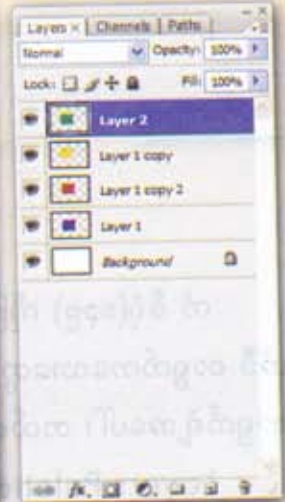 Layers x Channels Paths
Normal Opacity: 100%
Lock: Fill: 100%
Layer 2
Layer 1 copy
Layer 1 copy 2
Layer 1
Background
fx.